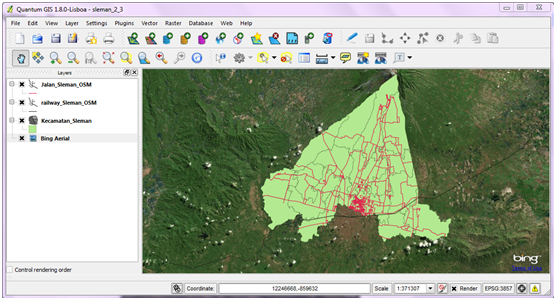 Quantum GIS 1.8.0-Lisboa - sleman_2_3
File Edit View Layer Settings Plugins Vector Raster Database Web Help
Layers
Jalan_Sleman_OSM
railway_Sleman_OSM
Kecamatan_Sleman
Bing Aerial
bing
Control rendering order
Coordinate: 12246668,-859632 Scale 1:371307 Render EPSG:3857